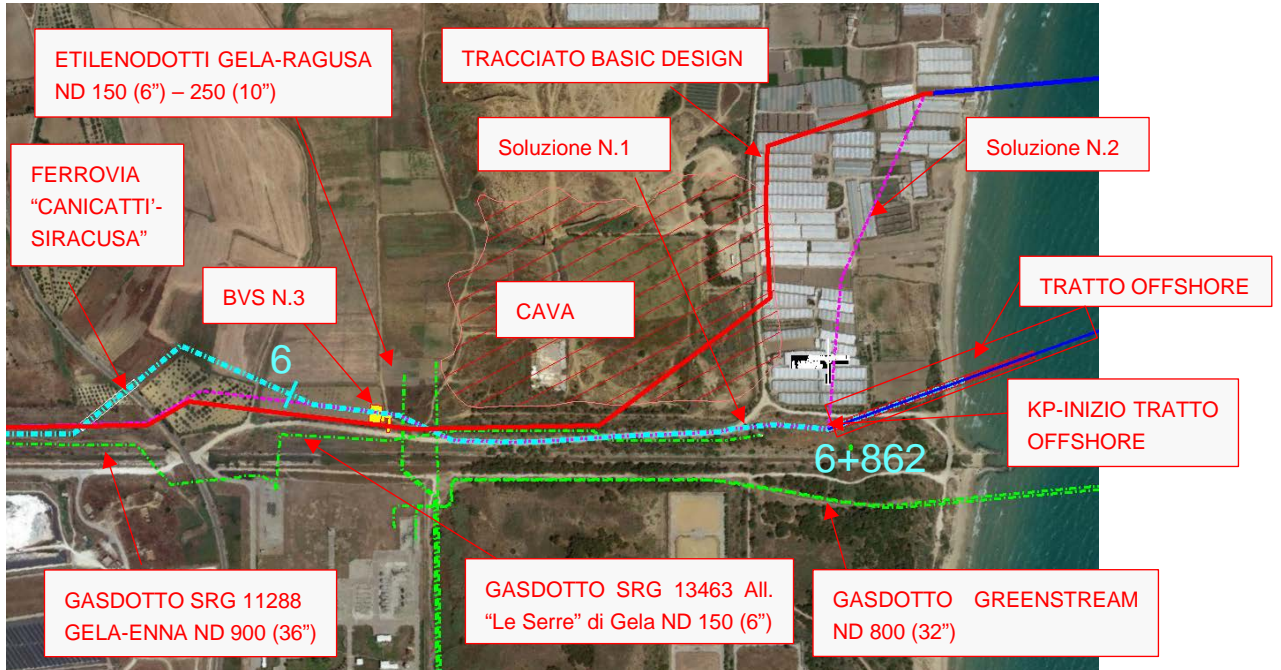 ETILENODOTTI GELA-RAGUSA
ND 150 (6”) – 250 (10”)
TRACCIATO BASIC DESIGN
Soluzione N.1
Soluzione N.2
FERROVIA
“CANICATTI’-
SIRACUSA”
BVS N.3
CAVA
TRATTO OFFSHORE
6
KP-INIZIO TRATTO
OFFSHORE
6+862
GASDOTTO SRG 11288
GELA-ENNA ND 900 (36”)
GASDOTTO SRG 13463 All.
“Le Serre” di Gela ND 150 (6”)
GASDOTTO GREENSTREAM
ND 800 (32”)